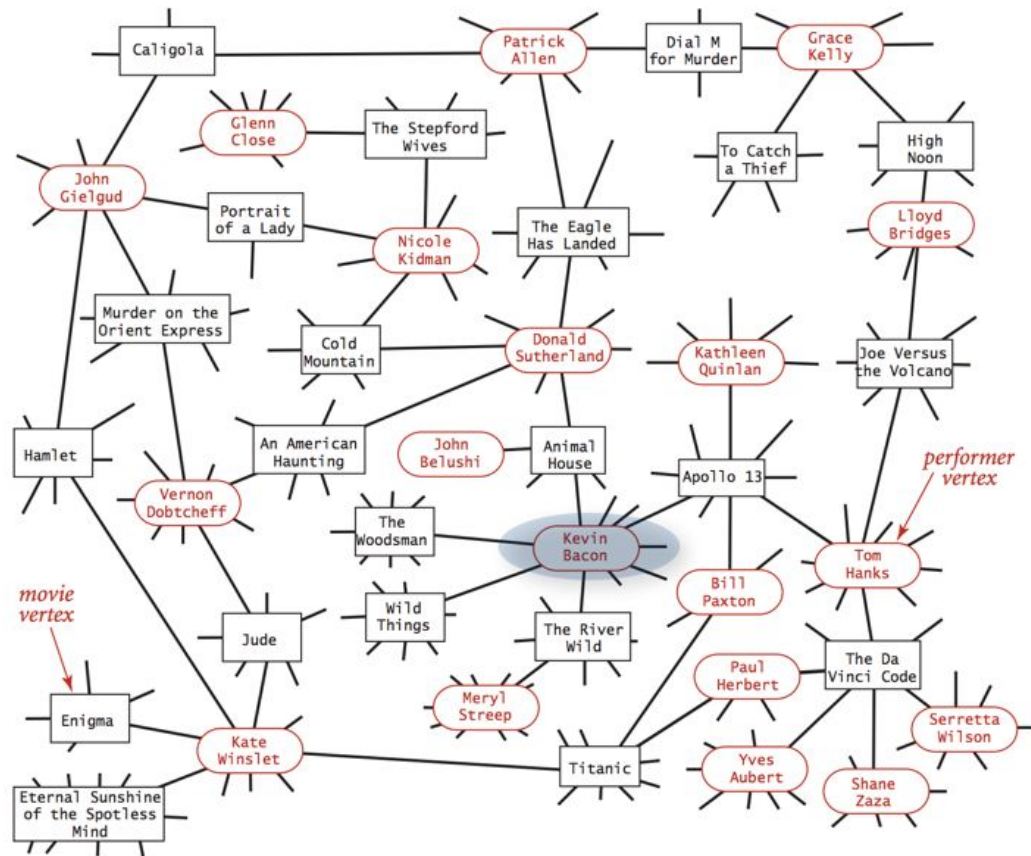 Caligola
Patrick
Allen
Dial M
for Murder
Grace
Kelly
Glenn
Close
The Stepford
Wives
To Catch
a Thief
High
Noon
John
Gielgud
Portrait
of a Lady
Nicole
Kidman
The Eagle
Has Landed
Lloyd
Bridges
Murder on the
Orient Express
Cold
Mountain
Donald
Sutherland
Kathleen
Quinlan
Joe Versus
the Volcano
Hamlet
An American
Haunting
John
Belushi
Animal
House
Apollo 13
performer
vertex
Vernon
Dobtcheff
The
Woodsman
Kevin
Bacon
Tom
Hanks
movie
vertex
Jude
Wild
Things
The River
Wild
Bill
Paxton
Paul
Herbert
The Da
Vinci Code
Enigma
Kate
Winslet
Meryl
Streep
Titanic
Yves
Aubert
Shane
Zaza
Serretta
Wilson
Eternal Sunshine
of the Spotless
Mind